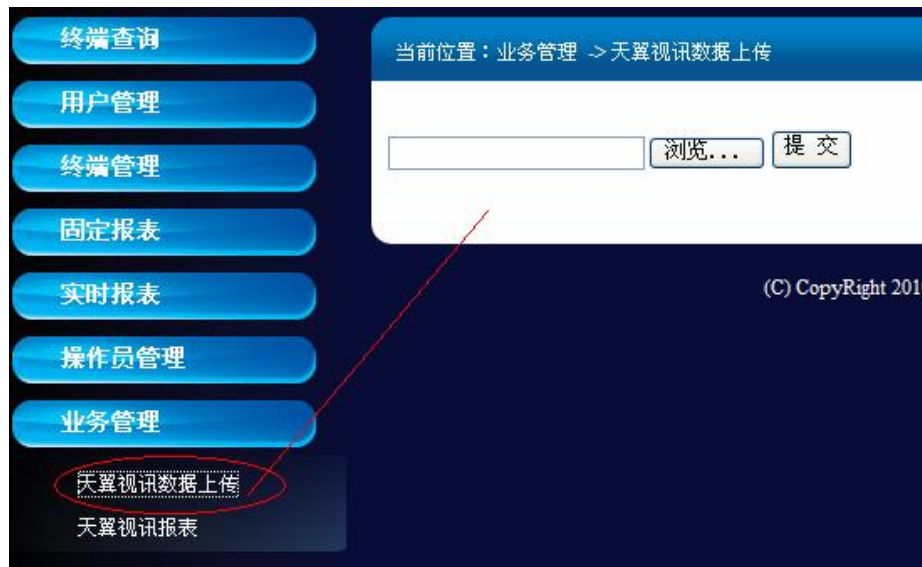 终端查询
用户管理
终端管理
固定报表
实时报表
操作员管理
业务管理
天翼视讯数据上传
天翼视讯报表
当前位置：业务管理 -> 天翼视讯数据上传
浏览... 提 交
(C) CopyRight 201